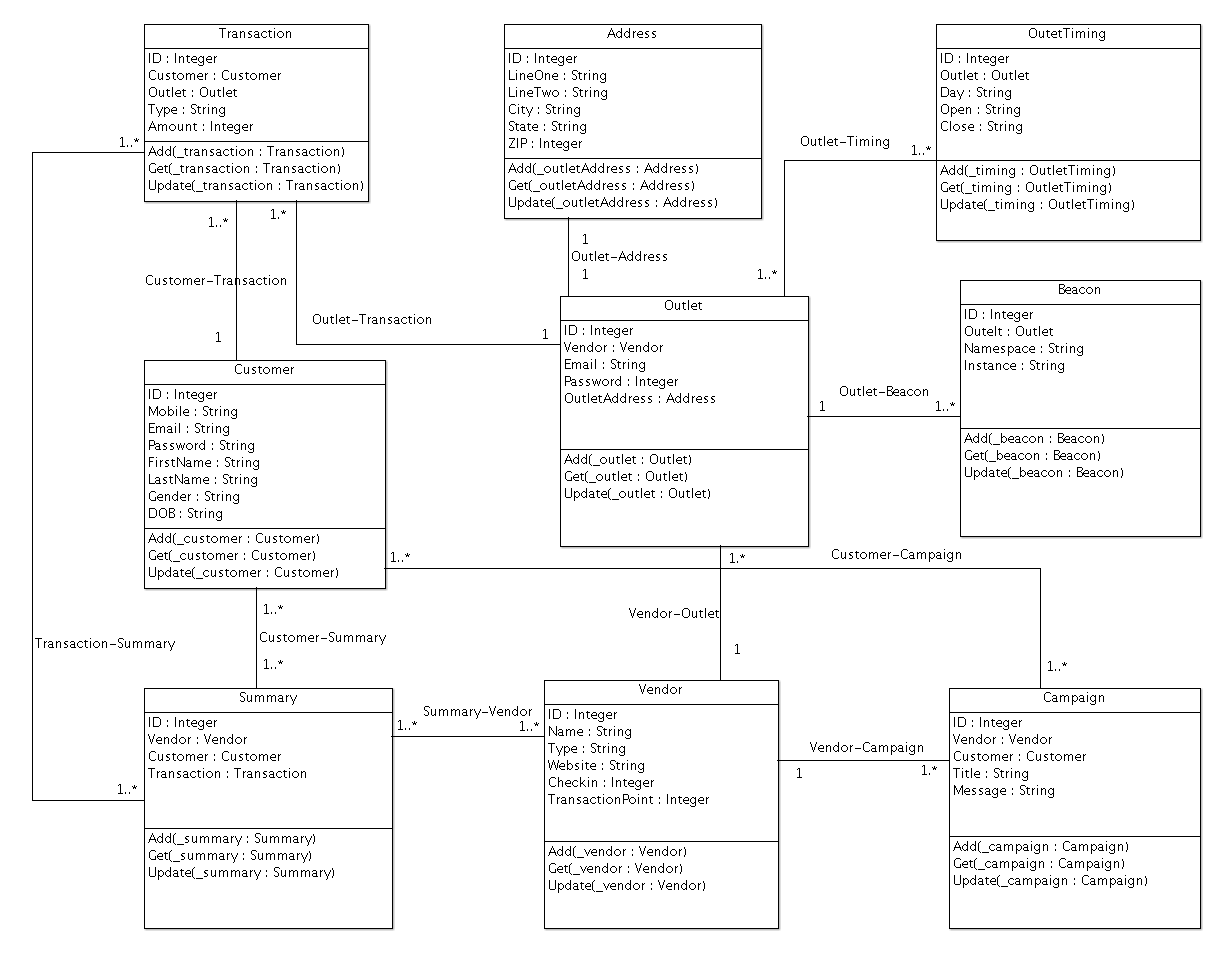 Transaction
ID : Integer
Customer : Customer
Outlet : Outlet
Type : String
Amount : Integer
Add(_transaction : Transaction)
Get(_transaction : Transaction)
Update(_transaction : Transaction)
Address
ID : Integer
LineOne : String
LineTwo : String
City : String
State : String
ZIP : Integer
Add(_outletAddress : Address)
Get(_outletAddress : Address)
Update(_outletAddress : Address)
OutetTiming
ID : Integer
Outlet : Outlet
Day : String
Open : String
Close : String
Add(_timing : OutletTiming)
Get(_timing : OutletTiming)
Update(_timing : OutletTiming)
1..*
Outlet-Timing
1..*
1..*
1..*
1.*
Customer-Transaction
1
Outlet-Transaction
1
1
Outlet-Address
1
Outlet
ID : Integer
Vendor : Vendor
Email : String
Password : Integer
OutletAddress : Address
Add(_outlet : Outlet)
Get(_outlet : Outlet)
Update(_outlet : Outlet)
Beacon
ID : Integer
Outelt : Outlet
Namespace : String
Instance : String
Add(_beacon : Beacon)
Get(_beacon : Beacon)
Update(_beacon : Beacon)
Outlet-Beacon
1
1..*
Customer
ID : Integer
Mobile : String
Email : String
Password : String
FirstName : String
LastName : String
Gender : String
DOB : String
Add(_customer : Customer)
Get(_customer : Customer)
Update(_customer : Customer)
1..*
Customer-Campaign
1..*
1.*
Vendor-Outlet
1
1..*
Customer-Summary
1..*
Transaction-Summary
1..*
Summary
ID : Integer
Vendor : Vendor
Customer : Customer
Transaction : Transaction
Add(_summary : Summary)
Get(_summary : Summary)
Update(_summary : Summary)
Summary-Vendor
1..*
1..*
Vendor
ID : Integer
Name : String
Type : String
Website : String
Checkin : Integer
TransactionPoint : Integer
Add(_vendor : Vendor)
Get(_vendor : Vendor)
Update(_vendor : Vendor)
Vendor-Campaign
1
1.*
Campaign
ID : Integer
Vendor : Vendor
Customer : Customer
Title : String
Message : String
Add(_campaign : Campaign)
Get(_campaign : Campaign)
Update(_campaign : Campaign)